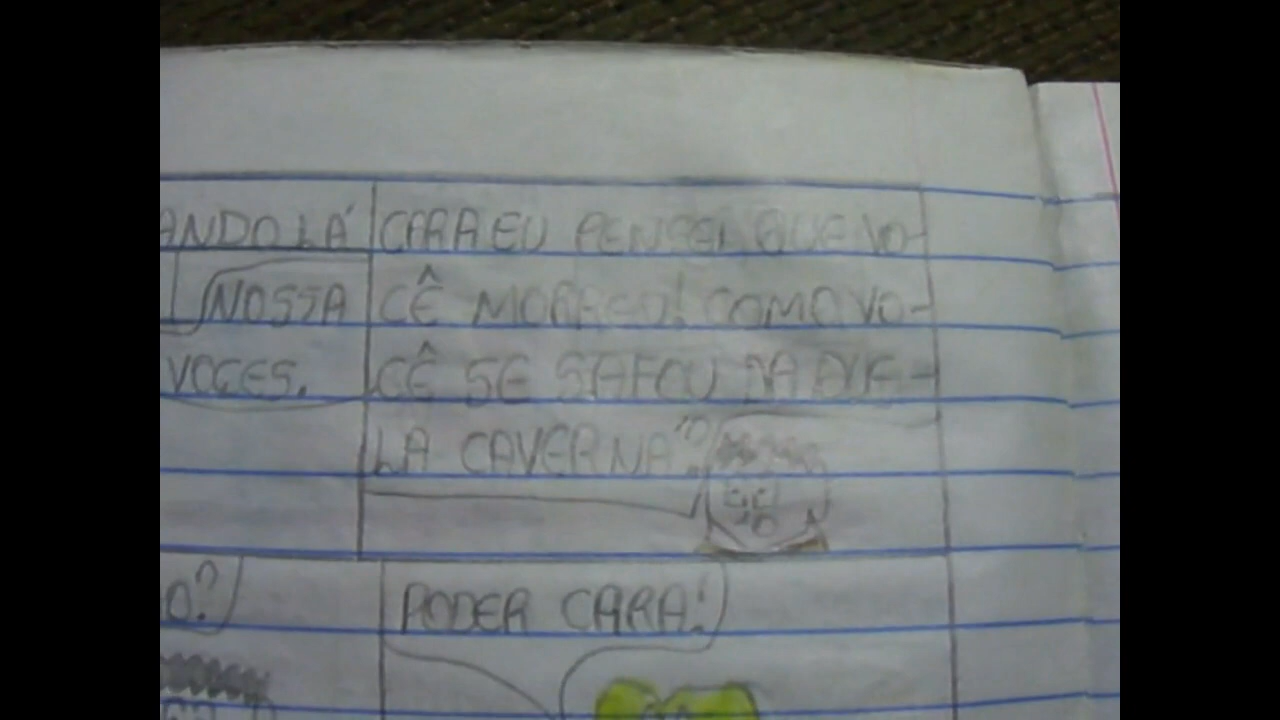 ANDO LÁ
NOSSA
VOCES.
CARA EU PENSEI QUE VO-
CÊ MORREU! COMO VO-
CÊ SE SAFOU DAQUE-
LA CAVERNA?
O?
PODER CARA!